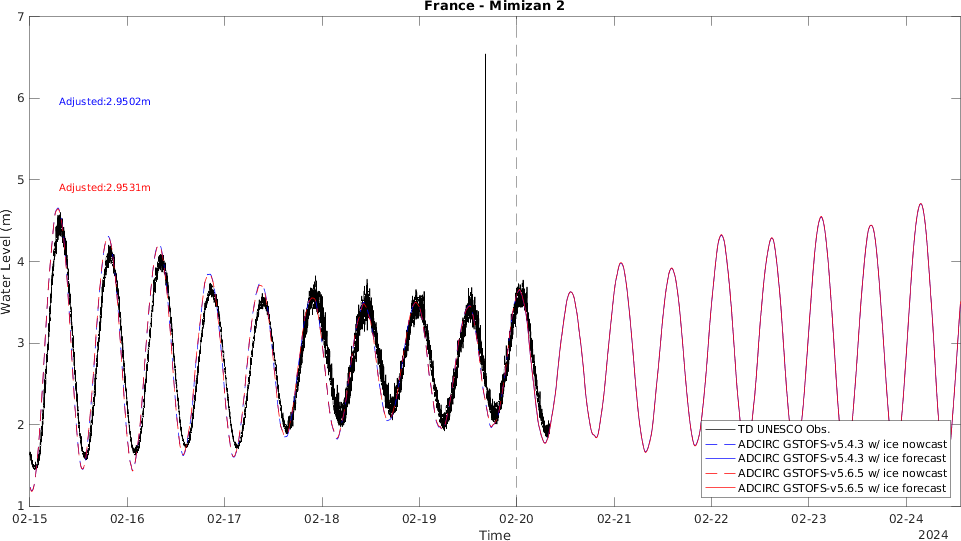 France - Mimizan 2
7
6
5
4
3
2
1
Water Level (m)
Adjusted:2.9502m
Adjusted:2.9531m
TD UNESCO Obs.
ADCIRC GSTOFS-v5.4.3 w/ ice nowcast
ADCIRC GSTOFS-v5.4.3 w/ ice forecast
ADCIRC GSTOFS-v5.6.5 w/ ice nowcast
ADCIRC GSTOFS-v5.6.5 w/ ice forecast
02-15 02-16 02-17 02-18 02-19 02-20 02-21 02-22 02-23 02-24
Time
2024